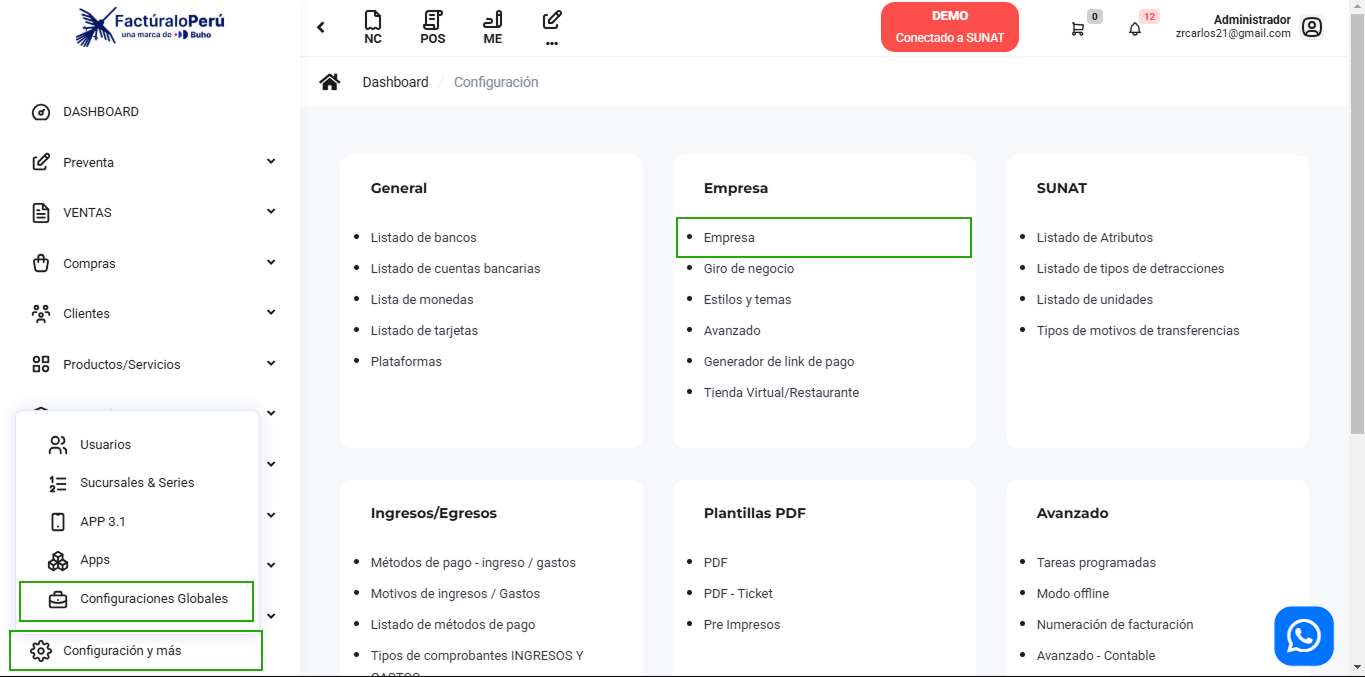 FactúraloPerú
una marca de Buho
NC
POS
ME
...
DEMO
Conectado a SUNAT
0
12
Administrador
zrcarlos21@gmail.com
Dashboard / Configuración
DASHBOARD
Preventa
VENTAS
Compras
Clientes
Productos/Servicios
Usuarios
Sucursales & Series
APP 3.1
Apps
Configuraciones Globales
Configuración y más
General
Listado de bancos
Listado de cuentas bancarias
Lista de monedas
Listado de tarjetas
Plataformas
Empresa
Empresa
Giro de negocio
Estilos y temas
Avanzado
Generador de link de pago
Tienda Virtual/Restaurante
SUNAT
Listado de Atributos
Listado de tipos de detracciones
Listado de unidades
Tipos de motivos de transferencias
Ingresos/Egresos
Métodos de pago - ingreso / gastos
Motivos de ingresos / Gastos
Listado de métodos de pago
Tipos de comprobantes INGRESOS Y
GASTOS
Plantillas PDF
PDF
PDF - Ticket
Pre Impresos
Avanzado
Tareas programadas
Modo offline
Numeración de facturación
Avanzado - Contable